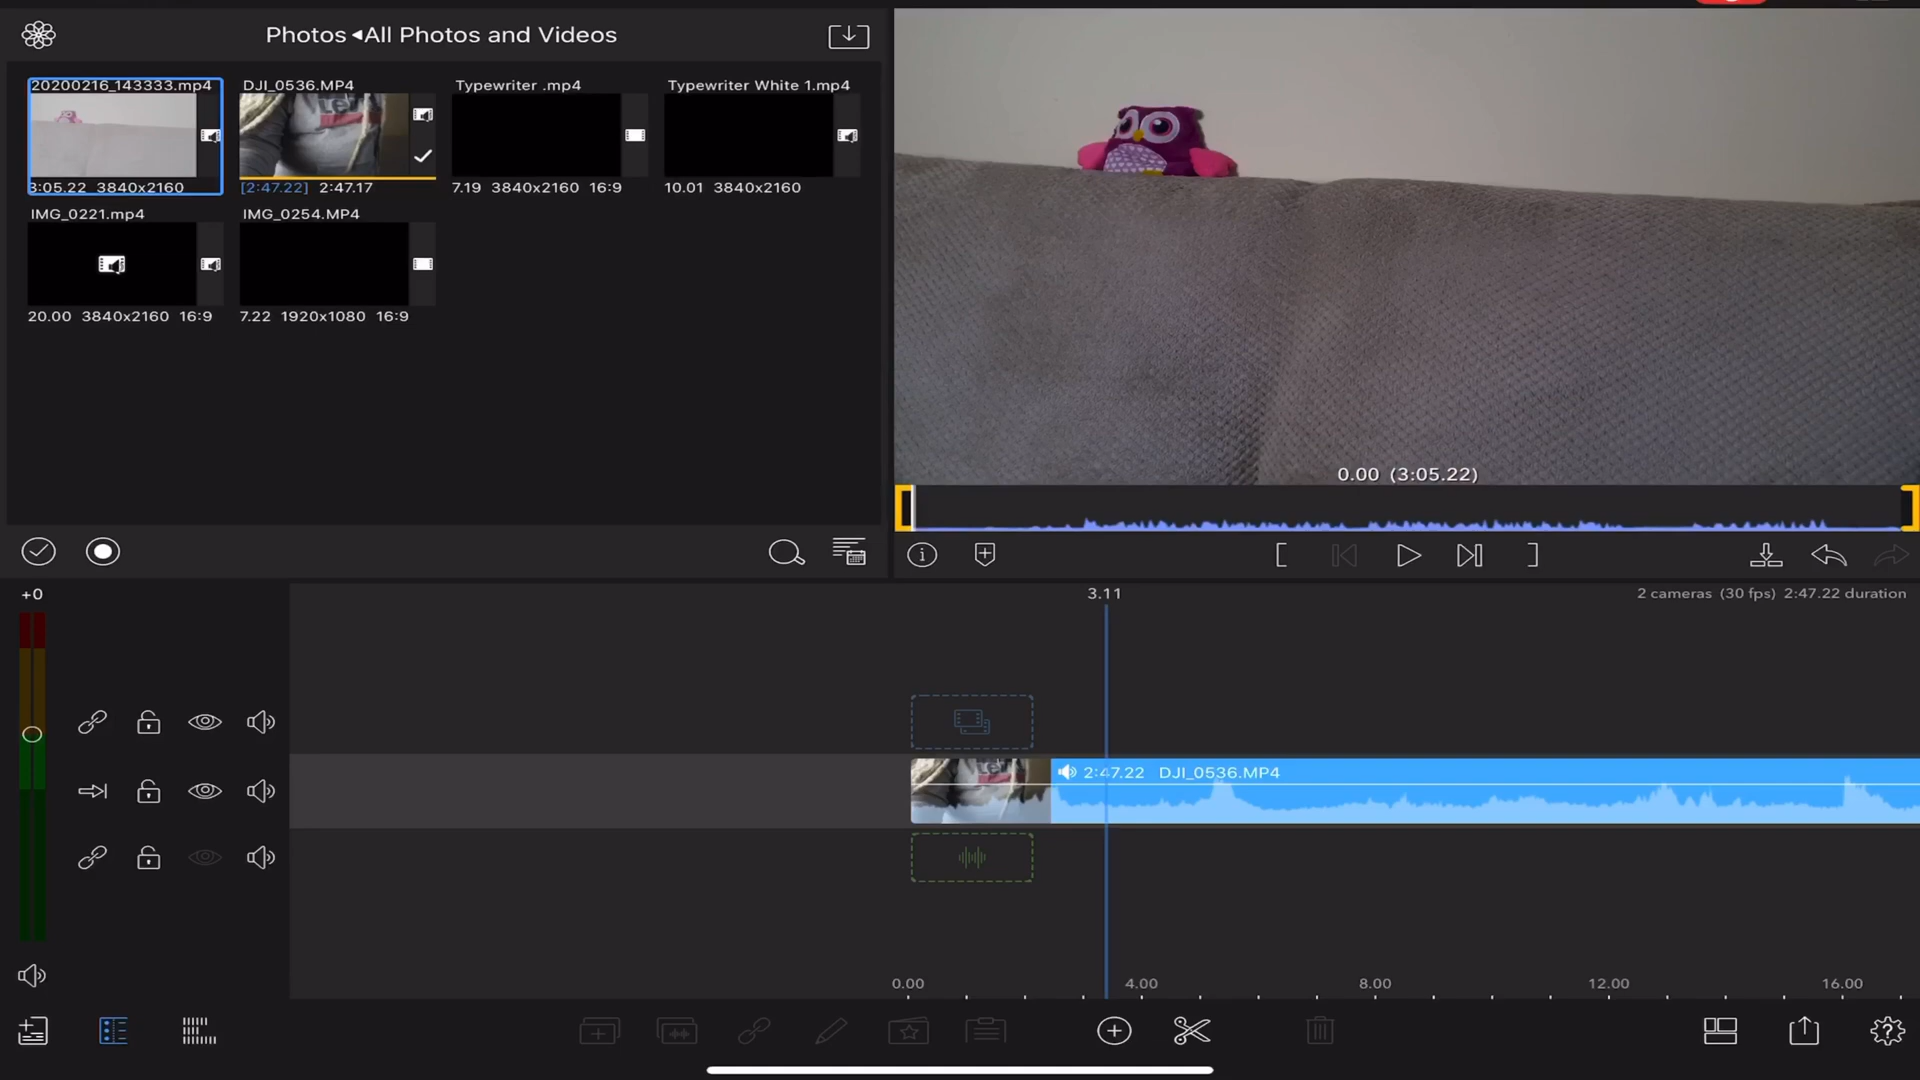 Photos ◂All Photos and Videos
20200216_143333.mp4
DJI_0536.MP4
Typewriter .mp4
Typewriter White 1.mp4
3:05.22 3840x2160
[2:47.22] 2:47.17
7.19 3840x2160 16:9
10.01 3840x2160
IMG_0221.mp4
IMG_0254.MP4
20.00 3840x2160 16:9
7.22 1920x1080 16:9
0.00 (3:05.22)
+0
3.11
2 cameras (30 fps) 2:47.22 duration
2:47.22 DJI_0536.MP4
0.00 4.00 8.00 12.00 16.00